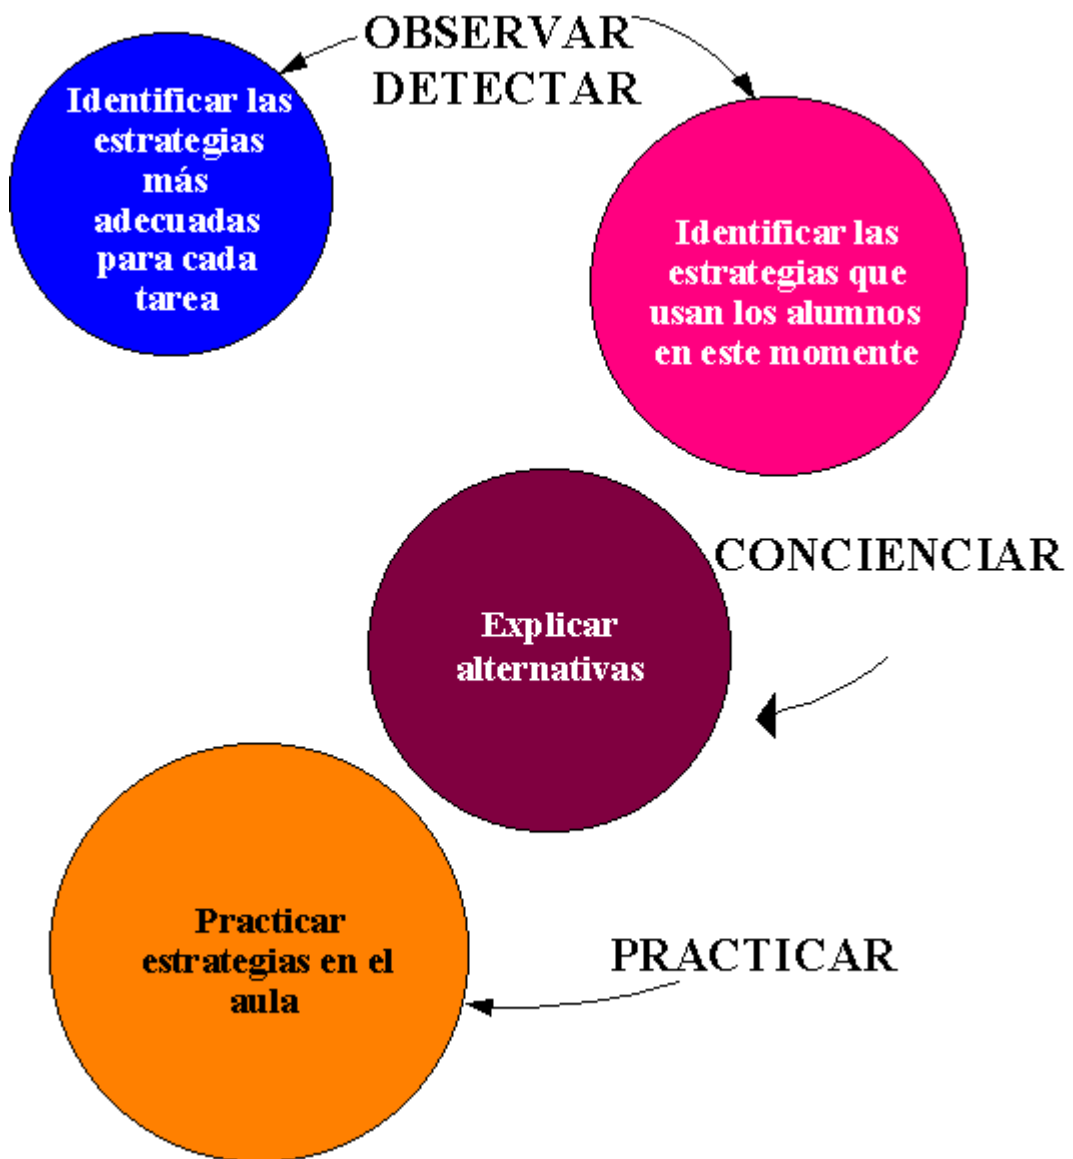 OBSERVAR
DETECTAR
Identificar las
estrategias
más
adecuadas
para cada
tarea
Identificar las
estrategias que
usan los alumnos
en este momente
CONCIENCIAR
Explicar
alternativas
PRACTICAR
Practicar
estrategias en el
aula